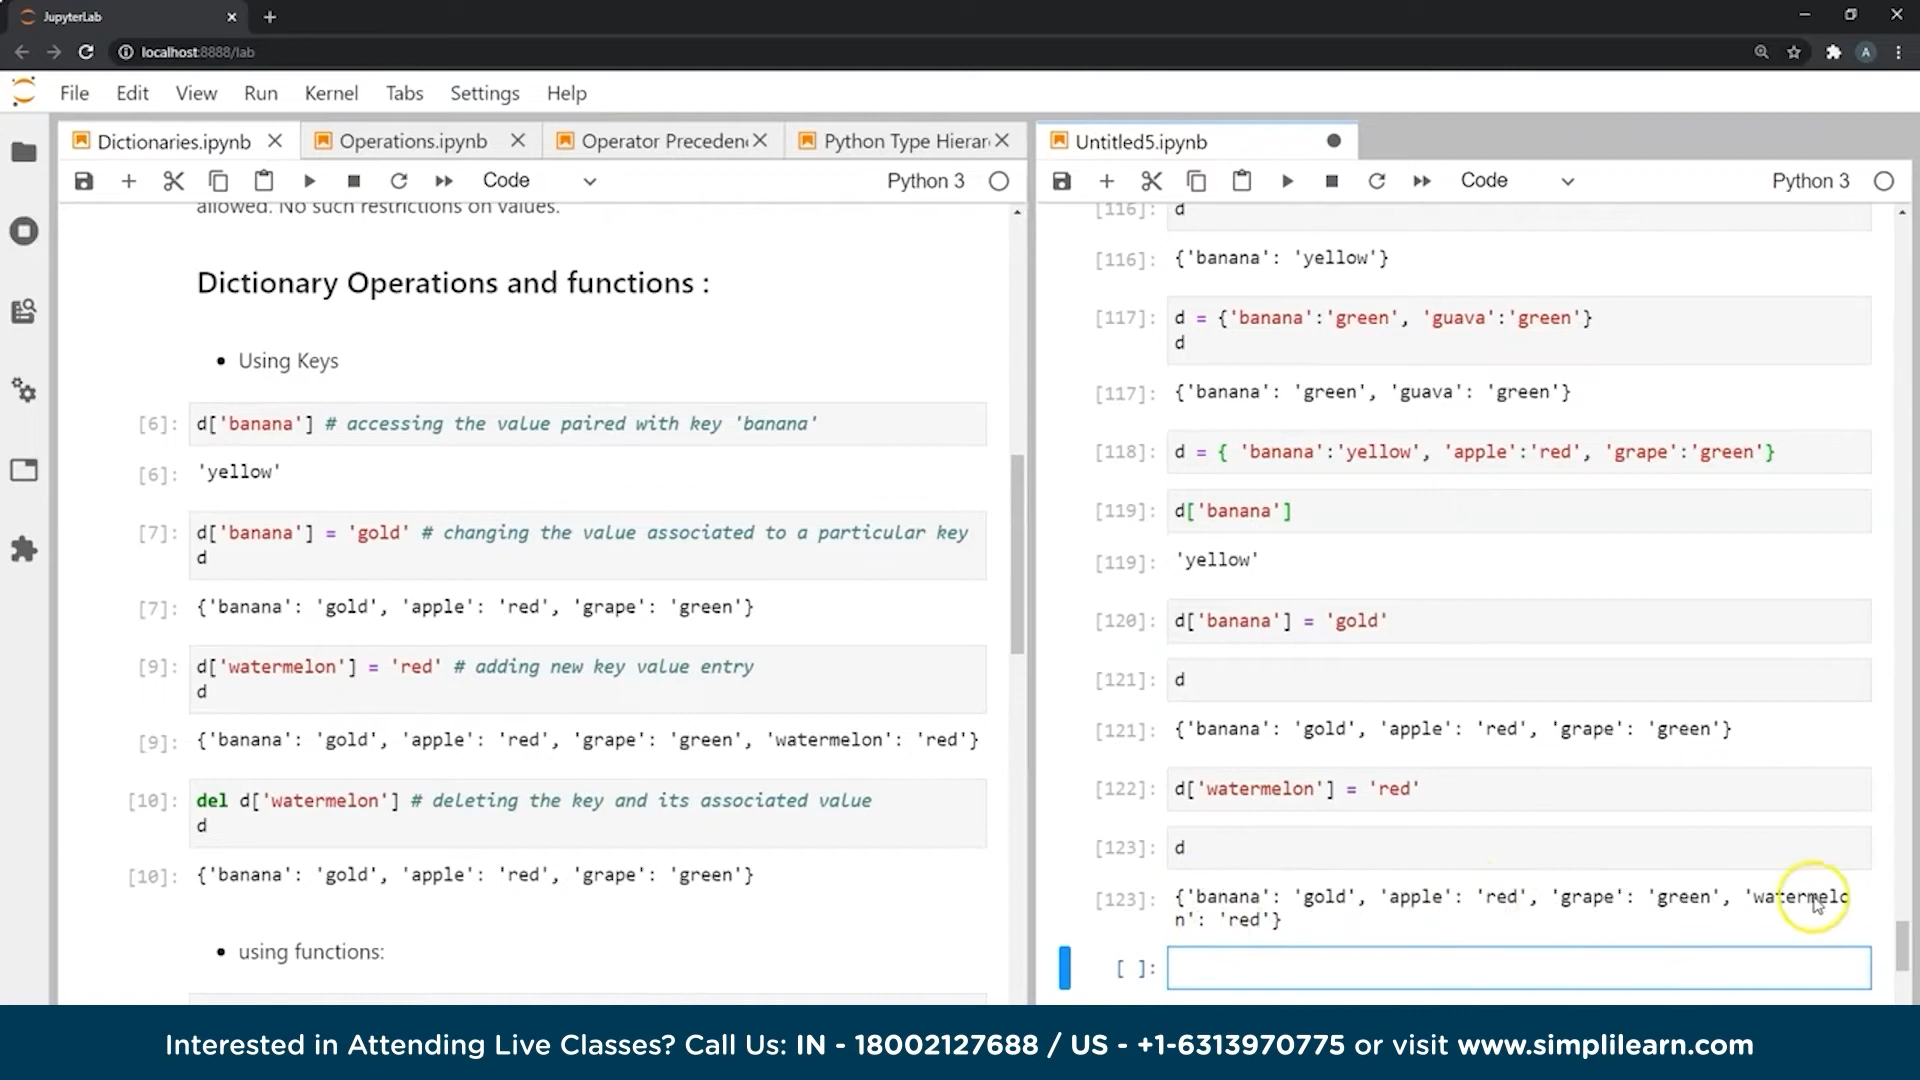 JupyterLab
localhost:8888/lab
A
File Edit View Run Kernel Tabs Settings Help
Dictionaries.ipynb
Operations.ipynb
Operator Preceden
Python Type Hierar
Code
Python 3
allowed. No such restrictions on values.
Dictionary Operations and functions :
Using Keys
[6]: d['banana'] # accessing the value paired with key 'banana'
[6]: 'yellow'
[7]: d['banana'] = 'gold' # changing the value associated to a particular key
d
[7]: {'banana': 'gold', 'apple': 'red', 'grape': 'green'}
[9]: d['watermelon'] = 'red' # adding new key value entry
d
[9]: {'banana': 'gold', 'apple': 'red', 'grape': 'green', 'watermelon': 'red'}
[10]: del d['watermelon'] # deleting the key and its associated value
d
[10]: {'banana': 'gold', 'apple': 'red', 'grape': 'green'}
using functions:
Untitled5.ipynb
Code
Python 3
[116]: d
[116]: {'banana': 'yellow'}
[117]: d = {'banana':'green', 'guava':'green'}
d
[117]: {'banana': 'green', 'guava': 'green'}
[118]: d = { 'banana':'yellow', 'apple':'red', 'grape':'green'}
[119]: d['banana']
[119]: 'yellow'
[120]: d['banana'] = 'gold'
[121]: d
[121]: {'banana': 'gold', 'apple': 'red', 'grape': 'green'}
[122]: d['watermelon'] = 'red'
[123]: d
[123]: {'banana': 'gold', 'apple': 'red', 'grape': 'green', 'watermelo
n': 'red'}
[ ]:
Interested in Attending Live Classes? Call Us: IN - 18002127688 / US - +1-6313970775 or visit www.simplilearn.com